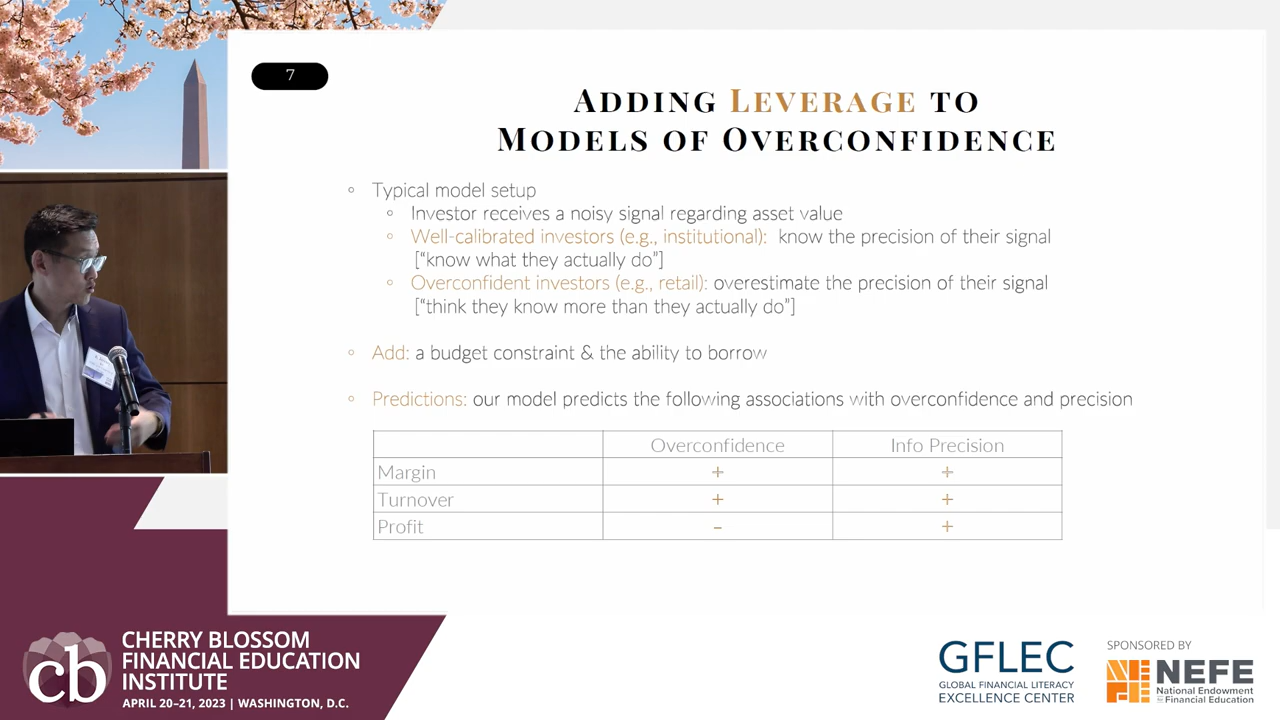 7
ADDING LEVERAGE TO
MODELS OF OVERCONFIDENCE
◦ Typical model setup
◦ Investor receives a noisy signal regarding asset value
◦ Well-calibrated investors (e.g., institutional): know the precision of their signal
["know what they actually do"]
◦ Overconfident investors (e.g., retail): overestimate the precision of their signal
["think they know more than they actually do"]
◦ Add: a budget constraint & the ability to borrow
◦ Predictions: our model predicts the following associations with overconfidence and precision
Overconfidence Info Precision
Margin + +
Turnover + +
Profit - +
cb
CHERRY BLOSSOM
FINANCIAL EDUCATION
INSTITUTE
APRIL 20–21, 2023 | WASHINGTON, D.C.
GFLEC
GLOBAL FINANCIAL LITERACY
EXCELLENCE CENTER
SPONSORED BY
NEFE
National Endowment
for Financial Education